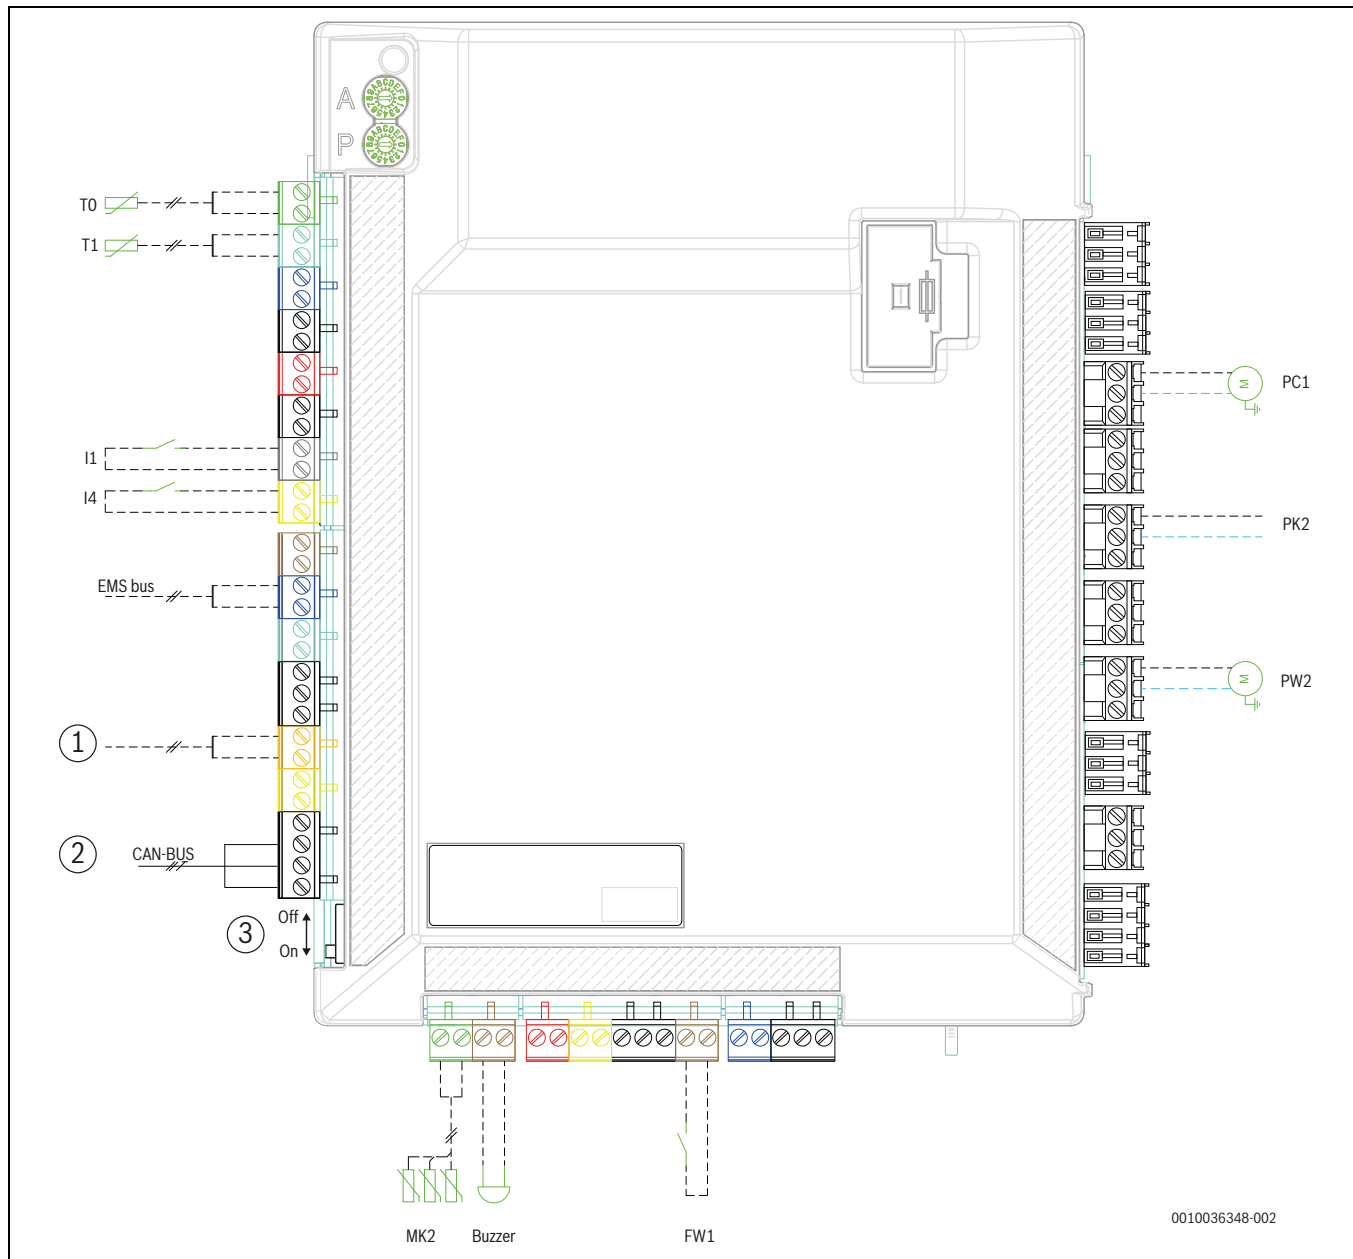 A
P
T0
T1
I1
I4
EMS bus
1
2
CAN-BUS
3
Off
On
PC1
M
PK2
PW2
M
MK2
Buzzer
FW1
0010036348-002